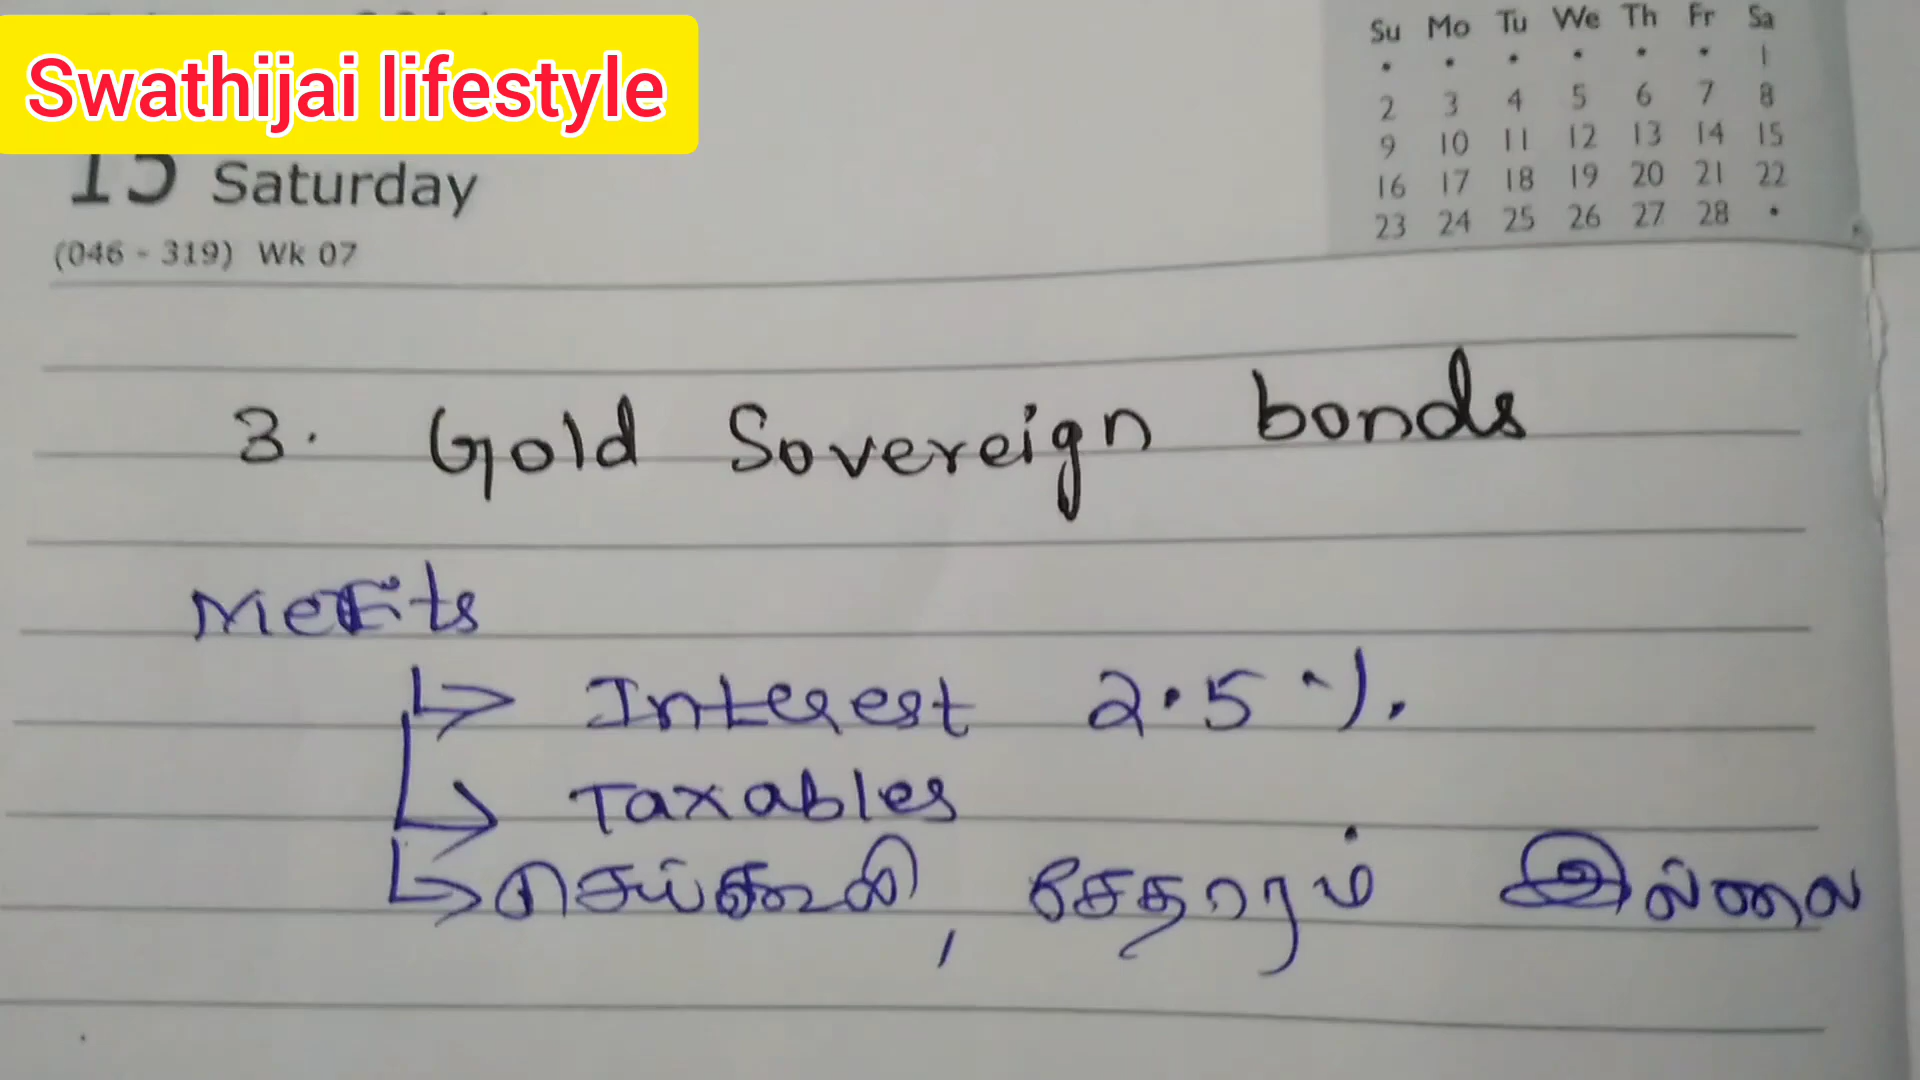 Swathijai lifestyle
Su Mo Tu We Th Fr Sa
• • • • • • 1
2 3 4 5 6 7 8
9 10 11 12 13 14 15
16 17 18 19 20 21 22
23 24 25 26 27 28 •
15 Saturday
(046 - 319) Wk 07
3. Gold Sovereign bonds
Merits
Interest 2.5 %.
Taxables
செய்கூலி, சேதாரம் இல்லை